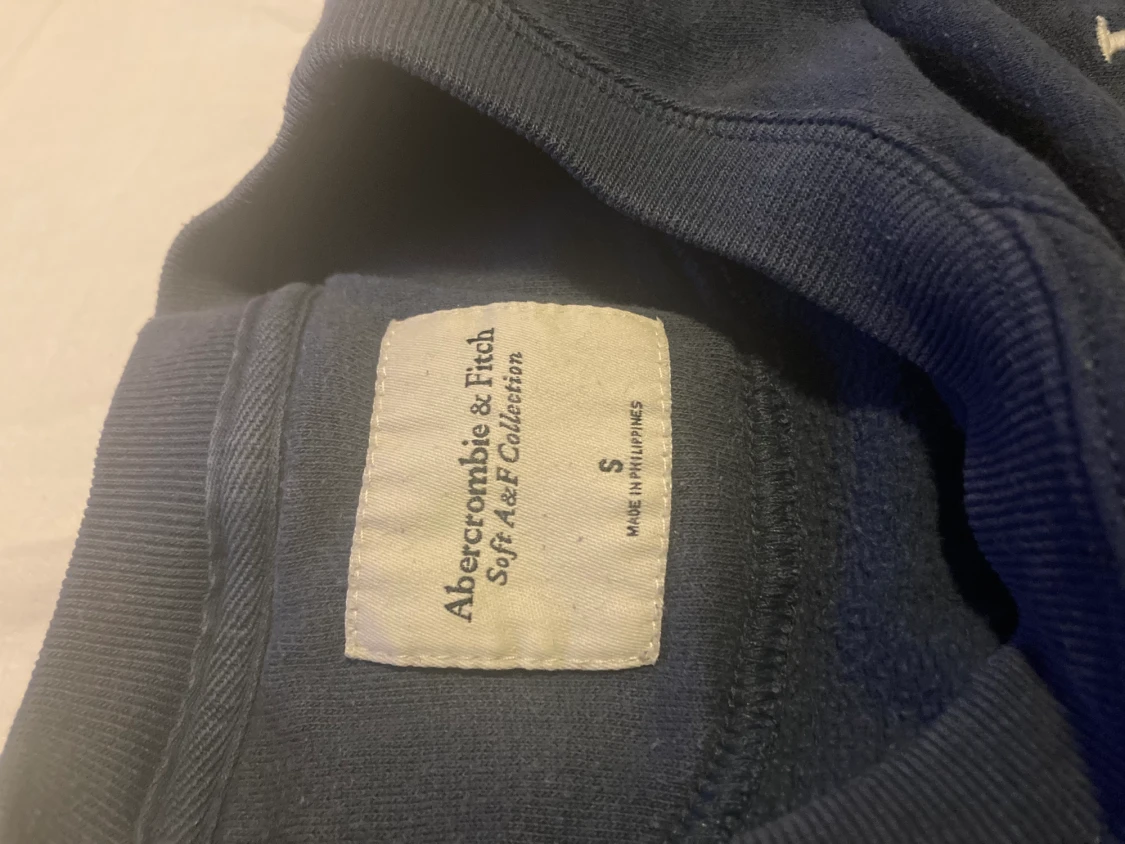 Abercrombie & Fitch
Soft A&F Collection
S
MADE IN PHILIPPINES